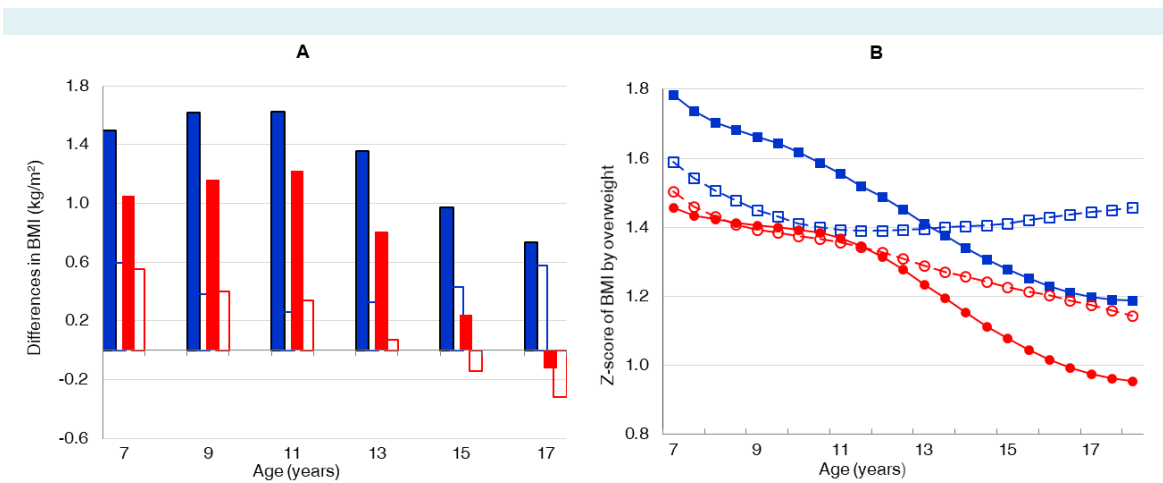 A
B
Differences in BMI (kg/m²)
1.8
1.4
1.0
0.6
0.2
-0.2
-0.6
7 9 11 13 15 17
Age (years)
Z-score of BMI by overweight
1.8
1.6
1.4
1.2
1.0
0.8
7 9 11 13 15 17
Age (years)